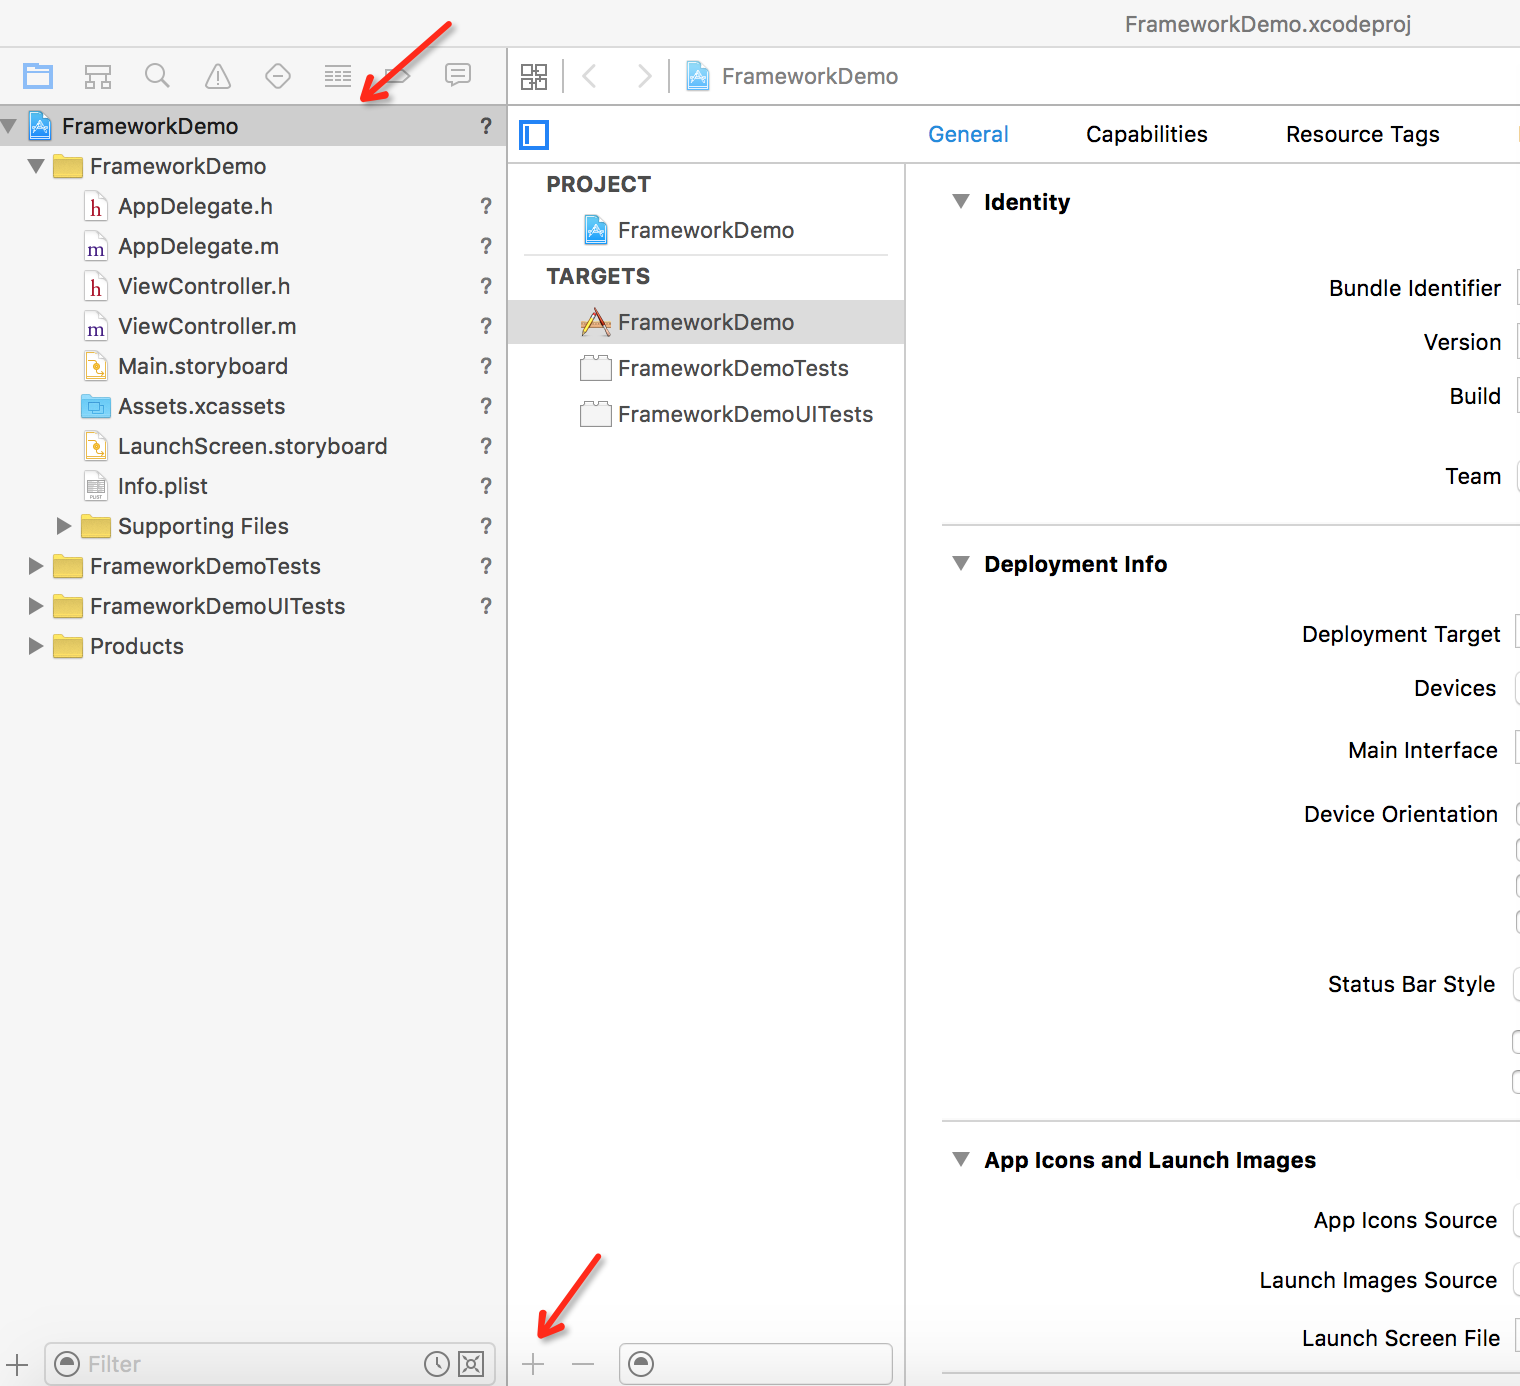 FrameworkDemo.xcodeproj
FrameworkDemo
FrameworkDemo ?
FrameworkDemo
h AppDelegate.h ?
m AppDelegate.m ?
h ViewController.h ?
m ViewController.m ?
Main.storyboard ?
Assets.xcassets ?
LaunchScreen.storyboard ?
PLIST Info.plist ?
Supporting Files ?
FrameworkDemoTests ?
FrameworkDemoUITests ?
Products
Filter
General Capabilities Resource Tags
PROJECT
FrameworkDemo
TARGETS
FrameworkDemo
FrameworkDemoTests
FrameworkDemoUITests
Identity
Bundle Identifier
Version
Build
Team
Deployment Info
Deployment Target
Devices
Main Interface
Device Orientation
Status Bar Style
App Icons and Launch Images
App Icons Source
Launch Images Source
Launch Screen File